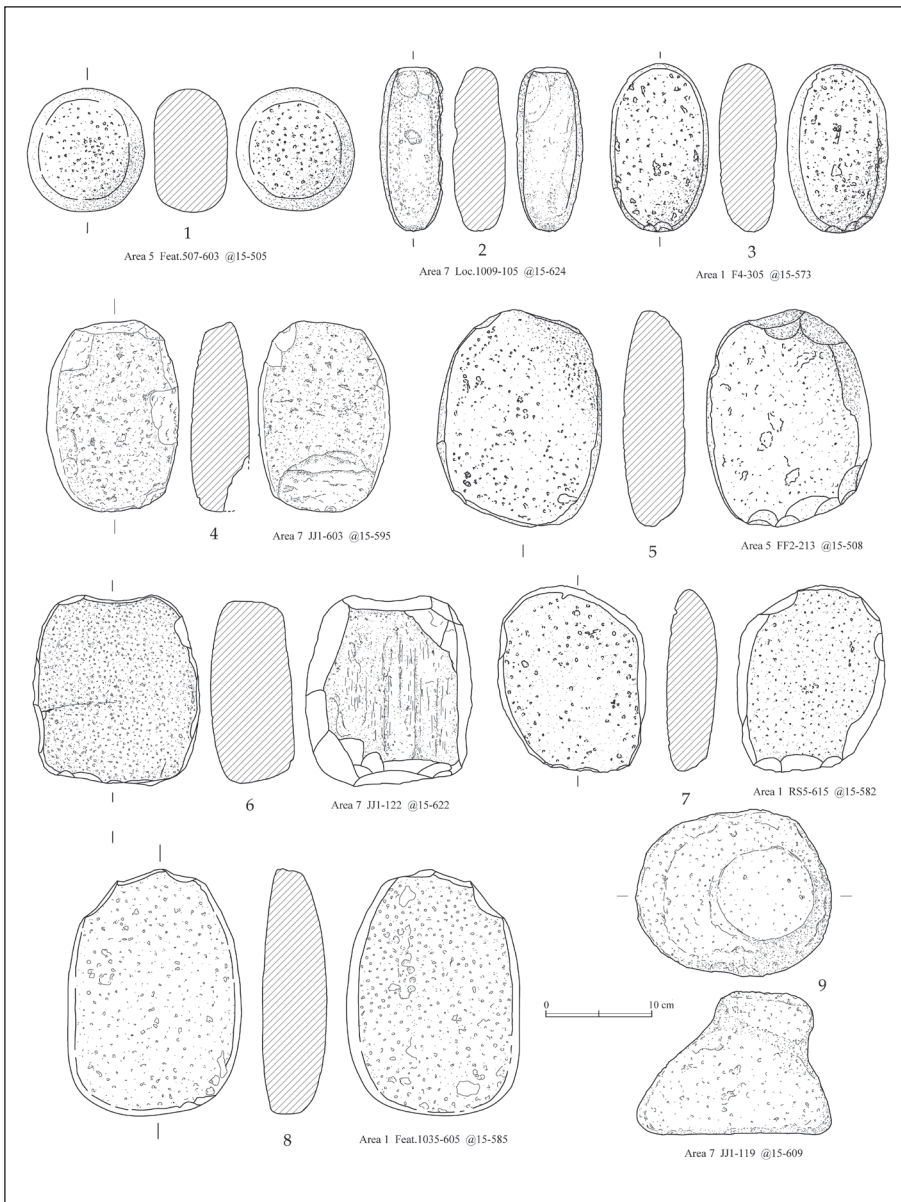 1
Area 5 Feat.507-603 @15-505
2
Area 7 Loc.1009-105 @15-624
3
Area 1 F4-305 @15-573
4
Area 7 JJ1-603 @15-595
5
Area 5 FF2-213 @15-508
6
Area 7 JJ1-122 @15-622
7
Area 1 RS5-615 @15-582
8
Area 1 Feat.1035-605 @15-585
0 10 cm
9
Area 7 JJ1-119 @15-609